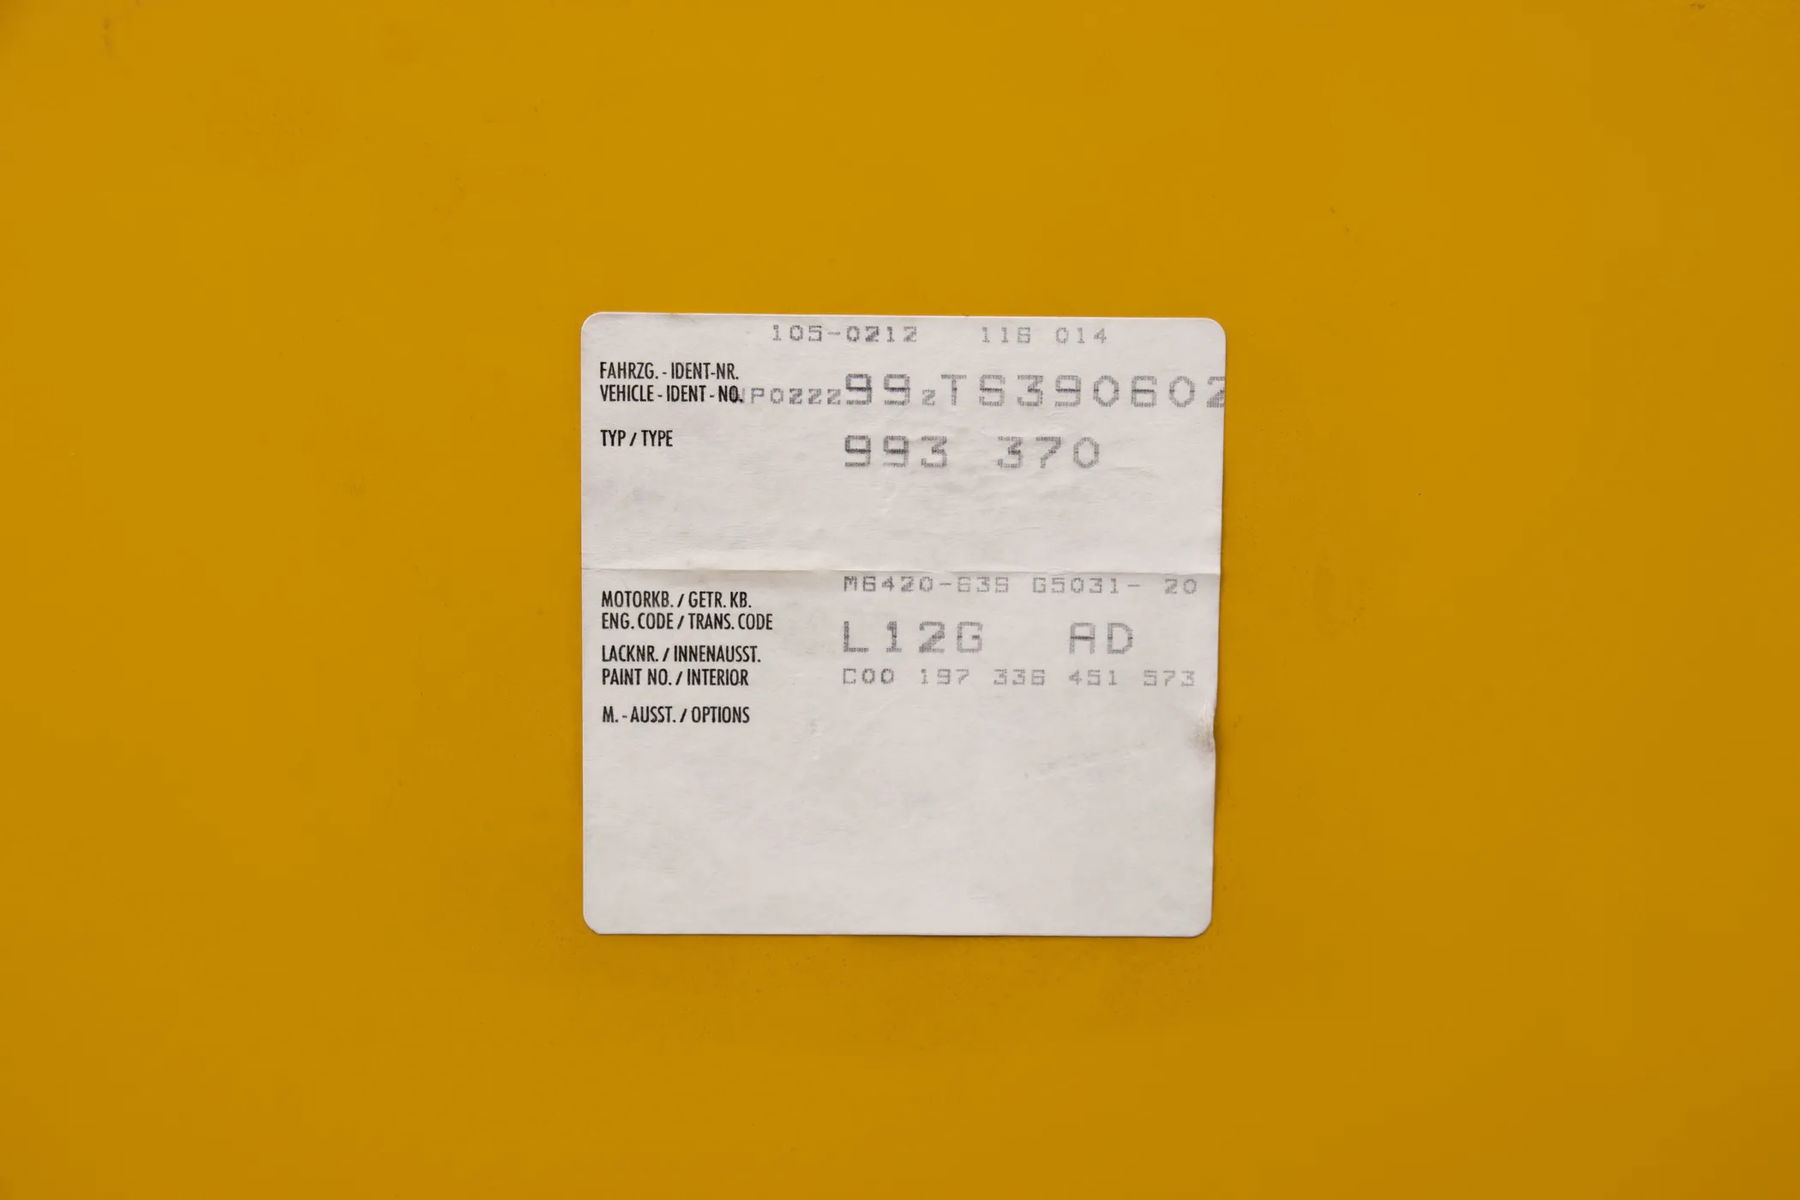 105-0212 116 014
FAHRZG.-IDENT-NR.
VEHICLE-IDENT-NO. WP0ZZZ99ZTS390602
TYP / TYPE 993 370
M6420-639 G5031- 20
MOTORKB. / GETR. KB.
ENG. CODE / TRANS. CODE
L12G AD
LACKNR. / INNENAUSST.
PAINT NO. / INTERIOR
C00 197 336 451 573
M.-AUSST. / OPTIONS